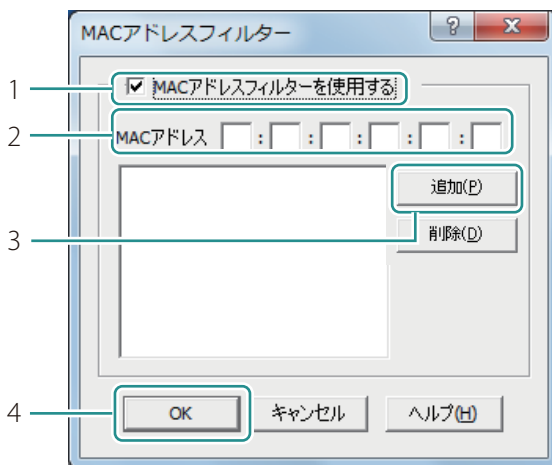 MACアドレスフィルター
1 MACアドレスフィルターを使用する
2 MACアドレス : : : : :
追加(P)
3 削除(D)
4 OK キャンセル ヘルプ(H)